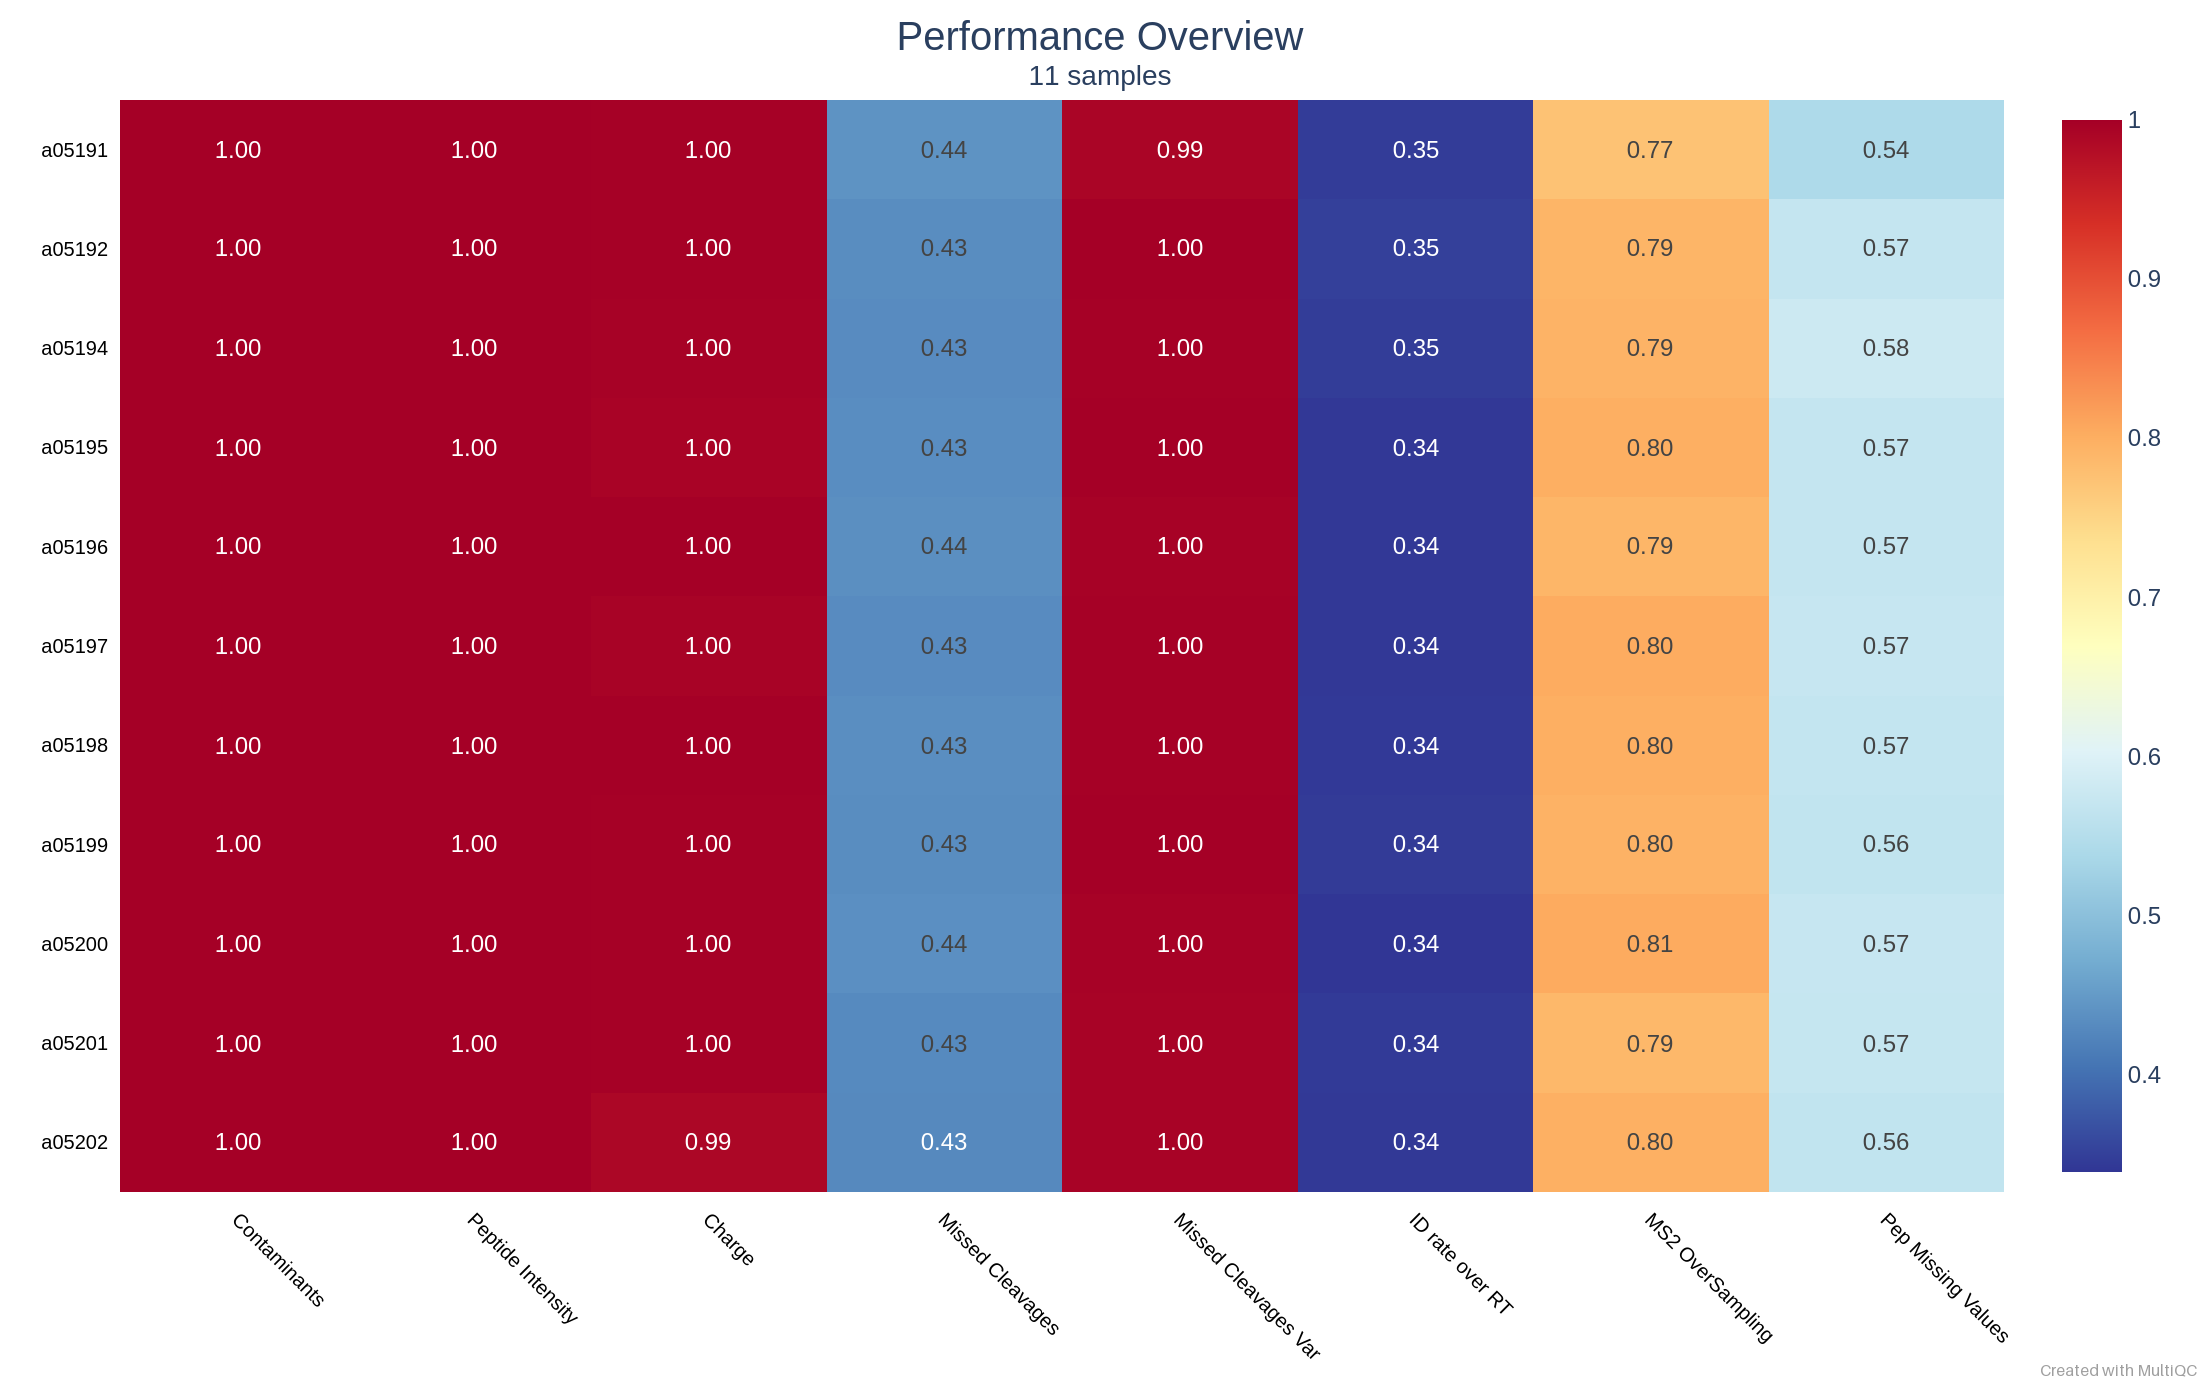 Performance Overview
11 samples
a05191 1.00 1.00 1.00 0.44 0.99 0.35 0.77 0.54
a05192 1.00 1.00 1.00 0.43 1.00 0.35 0.79 0.57
a05194 1.00 1.00 1.00 0.43 1.00 0.35 0.79 0.58
a05195 1.00 1.00 1.00 0.43 1.00 0.34 0.80 0.57
a05196 1.00 1.00 1.00 0.44 1.00 0.34 0.79 0.57
a05197 1.00 1.00 1.00 0.43 1.00 0.34 0.80 0.57
a05198 1.00 1.00 1.00 0.43 1.00 0.34 0.80 0.57
a05199 1.00 1.00 1.00 0.43 1.00 0.34 0.80 0.56
a05200 1.00 1.00 1.00 0.44 1.00 0.34 0.81 0.57
a05201 1.00 1.00 1.00 0.43 1.00 0.34 0.79 0.57
a05202 1.00 1.00 0.99 0.43 1.00 0.34 0.80 0.56
Contaminants
Peptide Intensity
Charge
Missed Cleavages
Missed Cleavages Var
ID rate over RT
MS2 OverSampling
Pep Missing Values
1
0.9
0.8
0.7
0.6
0.5
0.4
Created with MultiQC